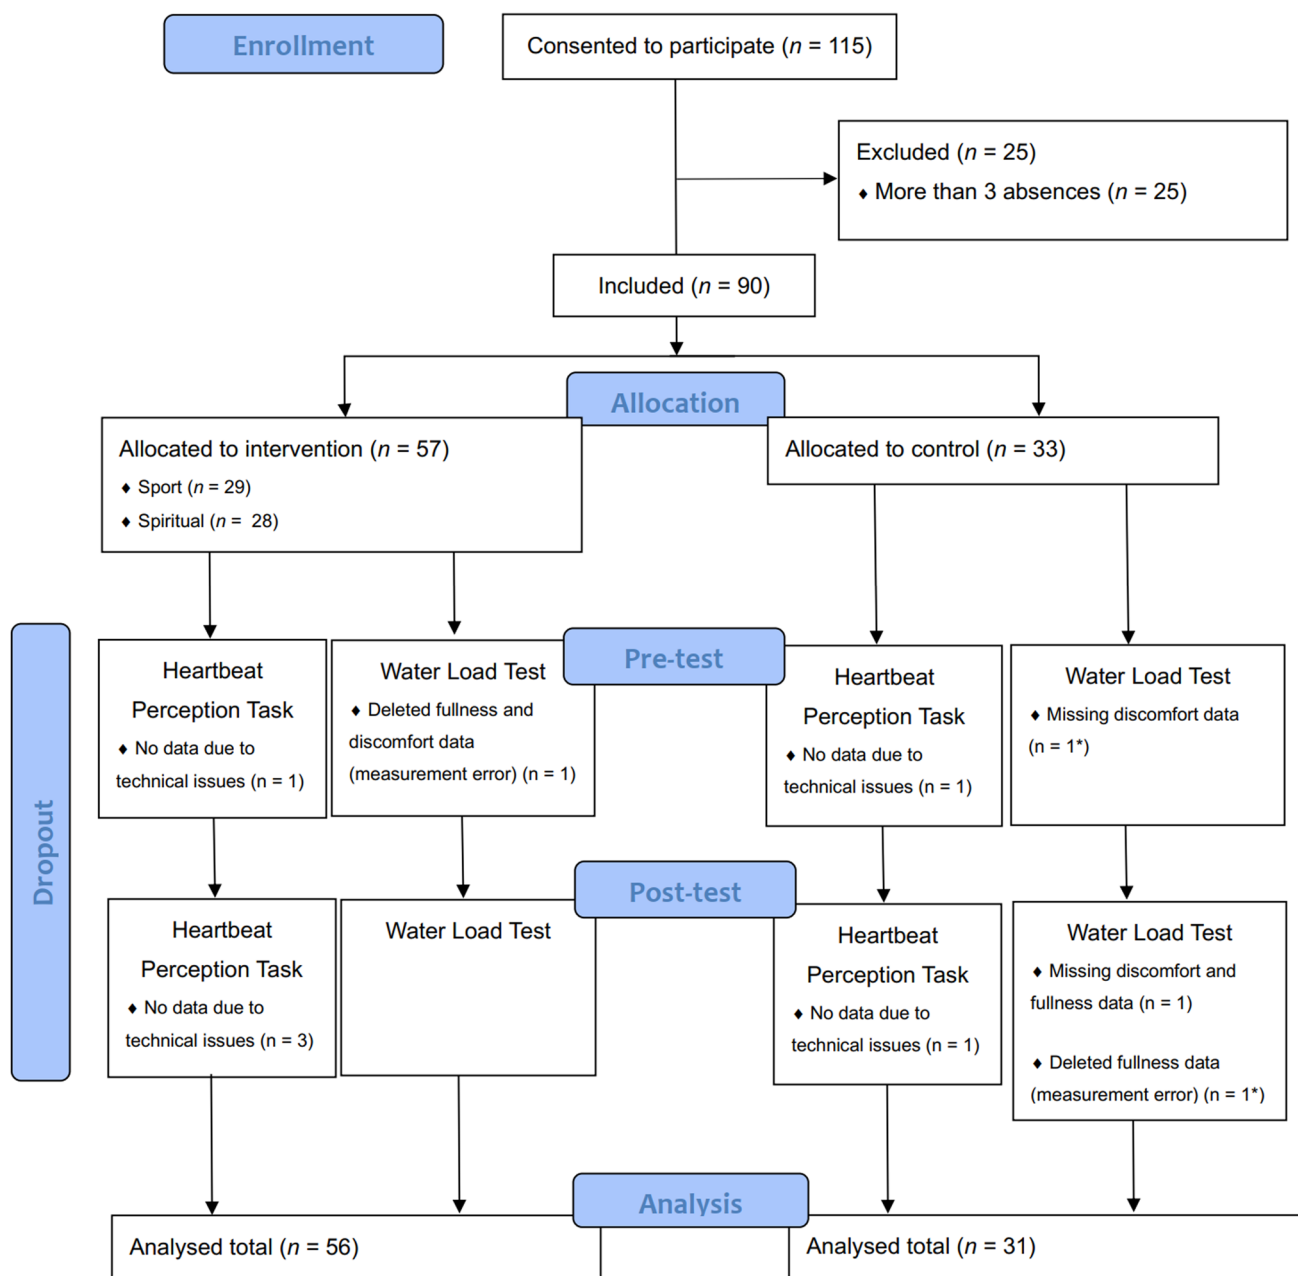 Enrollment
Consented to participate (n = 115)
Excluded (n = 25)
♦ More than 3 absences (n = 25)
Included (n = 90)
Allocation
Allocated to intervention (n = 57)
♦ Sport (n = 29)
♦ Spiritual (n =  28)
Allocated to control (n = 33)
Dropout
Pre-test
Heartbeat
Perception Task
♦ No data due to
technical issues (n = 1)
Water Load Test
♦ Deleted fullness and
discomfort data
(measurement error) (n = 1)
Heartbeat
Perception Task
♦ No data due to
technical issues (n = 1)
Water Load Test
♦ Missing discomfort data
(n = 1*)
Post-test
Heartbeat
Perception Task
♦ No data due to
technical issues (n = 3)
Water Load Test
Heartbeat
Perception Task
♦ No data due to
technical issues (n = 1)
Water Load Test
♦ Missing discomfort and
fullness data (n = 1)
♦ Deleted fullness data
(measurement error) (n = 1*)
Analysis
Analysed total (n = 56)
Analysed total (n = 31)